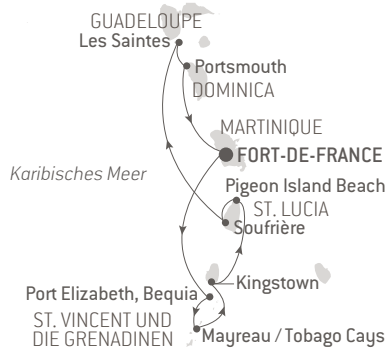 GUADELOUPE
Les Saintes
Portsmouth
DOMINICA
MARTINIQUE
FORT-DE-FRANCE
Karibisches Meer
Pigeon Island Beach
ST. LUCIA
Soufrière
Kingstown
Port Elizabeth, Bequia
ST. VINCENT UND
DIE GRENADINEN
Mayreau / Tobago Cays